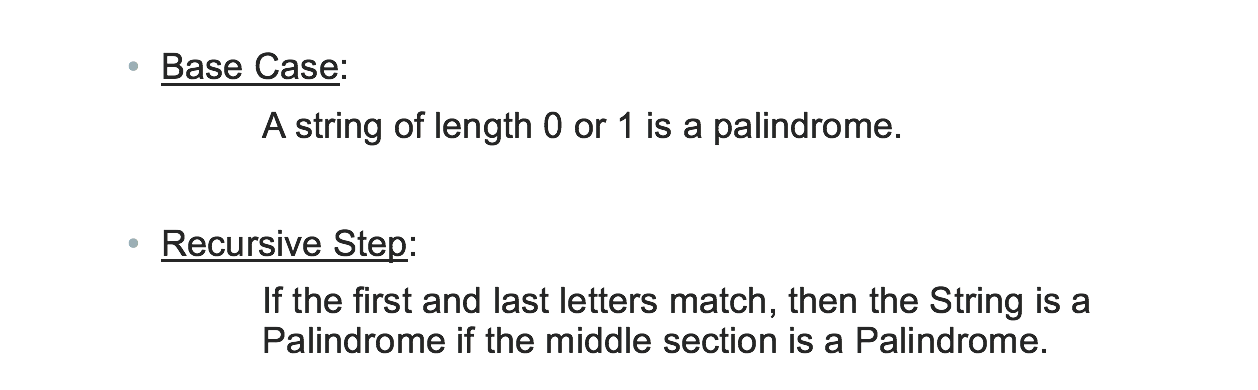 • Base Case:
A string of length 0 or 1 is a palindrome.
• Recursive Step:
If the first and last letters match, then the String is a
Palindrome if the middle section is a Palindrome.